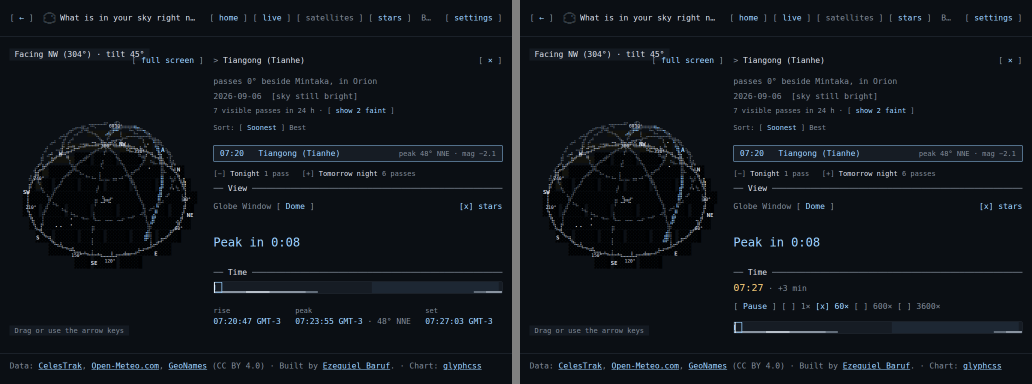 [ ← ] What is in your sky right n… [ home ] [ live ] [ satellites ] [ stars ] B… [ settings ]
Facing NW (304°) · tilt 45°
[ full screen ]
> Tiangong (Tianhe) [ × ]
passes 0° beside Mintaka, in Orion
2026-09-06 [sky still bright]
7 visible passes in 24 h · [ show 2 faint ]
Sort: [ Soonest ] Best
07:20 Tiangong (Tianhe) peak 48° NNE · mag ~2.1
[−] Tonight 1 pass [+] Tomorrow night 6 passes
View
Globe Window [ Dome ] [x] stars
Peak in 0:08
Time
rise peak set
07:20:47 GMT-3 07:23:55 GMT-3 · 48° NNE 07:27:03 GMT-3
NW
N
SW
NE
S
E
SE 120°
Drag or use the arrow keys
Data: CelesTrak, Open-Meteo.com, GeoNames (CC BY 4.0) · Built by Ezequiel Baruf. · Chart: glyphcss
[ ← ] What is in your sky right n… [ home ] [ live ] [ satellites ] [ stars ] B… [ settings ]
Facing NW (304°) · tilt 45°
[ full screen ]
> Tiangong (Tianhe) [ × ]
passes 0° beside Mintaka, in Orion
2026-09-06 [sky still bright]
7 visible passes in 24 h · [ show 2 faint ]
Sort: [ Soonest ] Best
07:20 Tiangong (Tianhe) peak 48° NNE · mag ~2.1
[−] Tonight 1 pass [+] Tomorrow night 6 passes
View
Globe Window [ Dome ] [x] stars
Peak in 0:08
Time
07:27 · +3 min
[ Pause ] [ ] 1× [x] 60× [ ] 600× [ ] 3600×
NW
N
SW
NE
S
E
SE 120°
Drag or use the arrow keys
Data: CelesTrak, Open-Meteo.com, GeoNames (CC BY 4.0) · Built by Ezequiel Baruf. · Chart: glyphcss